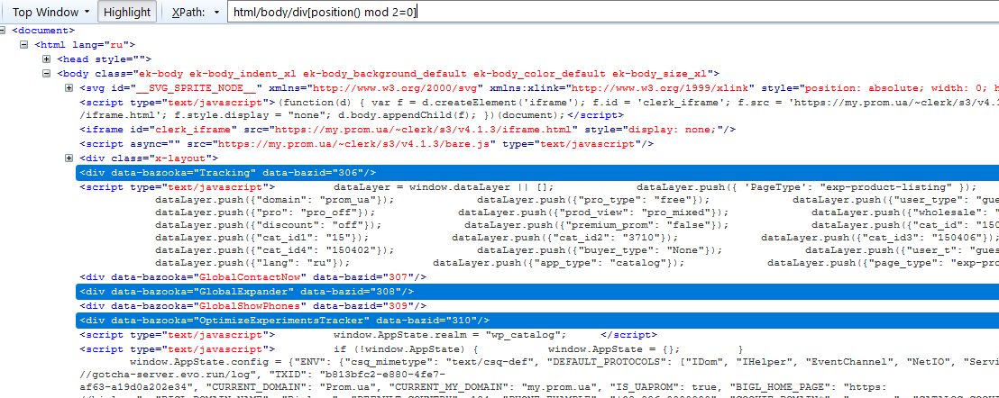 Top Window Highlight XPath: html/body/div[position() mod 2=0]
<document>
<html lang="ru">
<head style="">
<body class="ek-body ek-body_indent_xl ek-body_background_default ek-body_color_default ek-body_size_xl">
<svg id="__SVG_SPRITE_NODE__" xmlns="http://www.w3.org/2000/svg" xmlns:xlink="http://www.w3.org/1999/xlink" style="position: absolute; width: 0; h
<script type="text/javascript">(function(d) { var f = d.createElement('iframe'); f.id = 'clerk_iframe'; f.src = 'https://my.prom.ua/~clerk/s3/v4.1.3
/iframe.html'; f.style.display = "none"; d.body.appendChild(f); })(document);</script>
<iframe id="clerk_iframe" src="https://my.prom.ua/~clerk/s3/v4.1.3/iframe.html" style="display: none;"/>
<script async="" src="https://my.prom.ua/~clerk/s3/v4.1.3/bare.js" type="text/javascript"/>
<div class="x-layout">
<div data-bazooka="Tracking" data-bazid="306"/>
<script type="text/javascript"> dataLayer = window.dataLayer || []; dataLayer.push({ 'PageType': "exp-product-listing" });
dataLayer.push({"domain": "prom_ua"}); dataLayer.push({"pro_type": "free"}); dataLayer.push({"user_type": "gue
dataLayer.push({"pro": "pro_off"}); dataLayer.push({"prod_view": "pro_mixed"}); dataLayer.push({"wholesale": "
dataLayer.push({"discount": "off"}); dataLayer.push({"premium_prom": "false"}); dataLayer.push({"cat_id": "150
dataLayer.push({"cat_id1": "15"}); dataLayer.push({"cat_id2": "3710"}); dataLayer.push({"cat_id3": "150406"});
dataLayer.push({"cat_id4": "150402"}); dataLayer.push({"buyer_type": "None"}); dataLayer.push({"user_t": "gues
dataLayer.push({"lang": "ru"}); dataLayer.push({"app_type": "catalog"}); dataLayer.push({"page_type": "exp-pro
<div data-bazooka="GlobalContactNow" data-bazid="307"/>
<div data-bazooka="GlobalExpander" data-bazid="308"/>
<div data-bazooka="GlobalShowPhones" data-bazid="309"/>
<div data-bazooka="OptimizeExperimentsTracker" data-bazid="310"/>
<script type="text/javascript"> window.AppState.realm = "wp_catalog"; </script>
<script type="text/javascript"> if (!window.AppState) { window.AppState = {}; }
window.AppState.config = {"ENV": {"csq_mimetype": "text/csq-def", "DEFAULT_PROTOCOLS": ["IDom", "IHelper", "EventChannel", "NetIO", "Servi
//gotcha-server.evo.run/log", "TXID": "b813bfc2-e880-4fe7-
af63-a19d0a202e34", "CURRENT_DOMAIN": "Prom.ua", "CURRENT_MY_DOMAIN": "my.prom.ua", "IS_UAPROM": true, "BIGL_HOME_PAGE": "https: